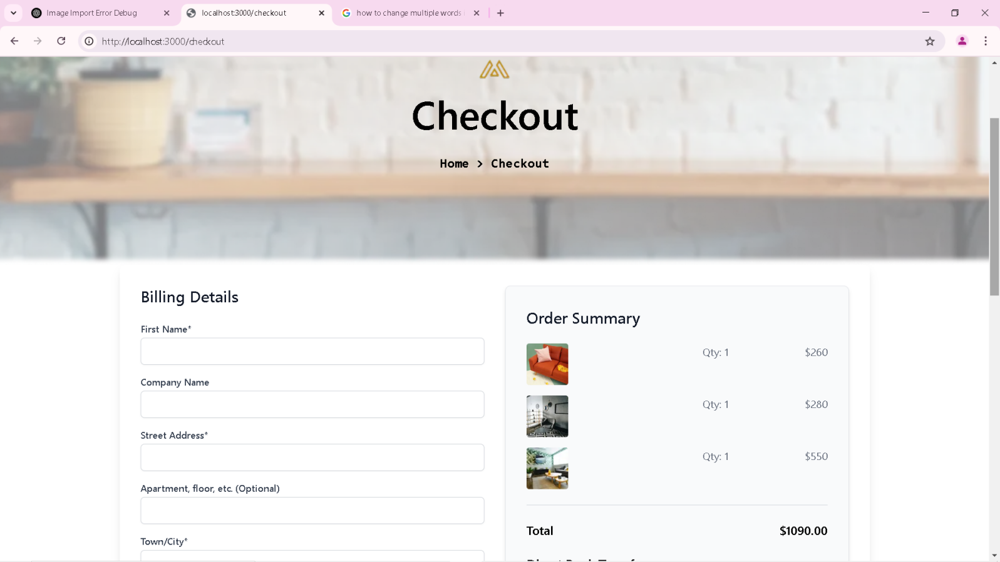 Image Import Error Debug
localhost:3000/checkout
how to change multiple words
http://localhost:3000/checkout
Checkout
Home > Checkout
Billing Details
First Name*
Company Name
Street Address*
Apartment, floor, etc. (Optional)
Town/City*
Order Summary
Qty: 1 $260
Qty: 1 $280
Qty: 1 $550
Total $1090.00